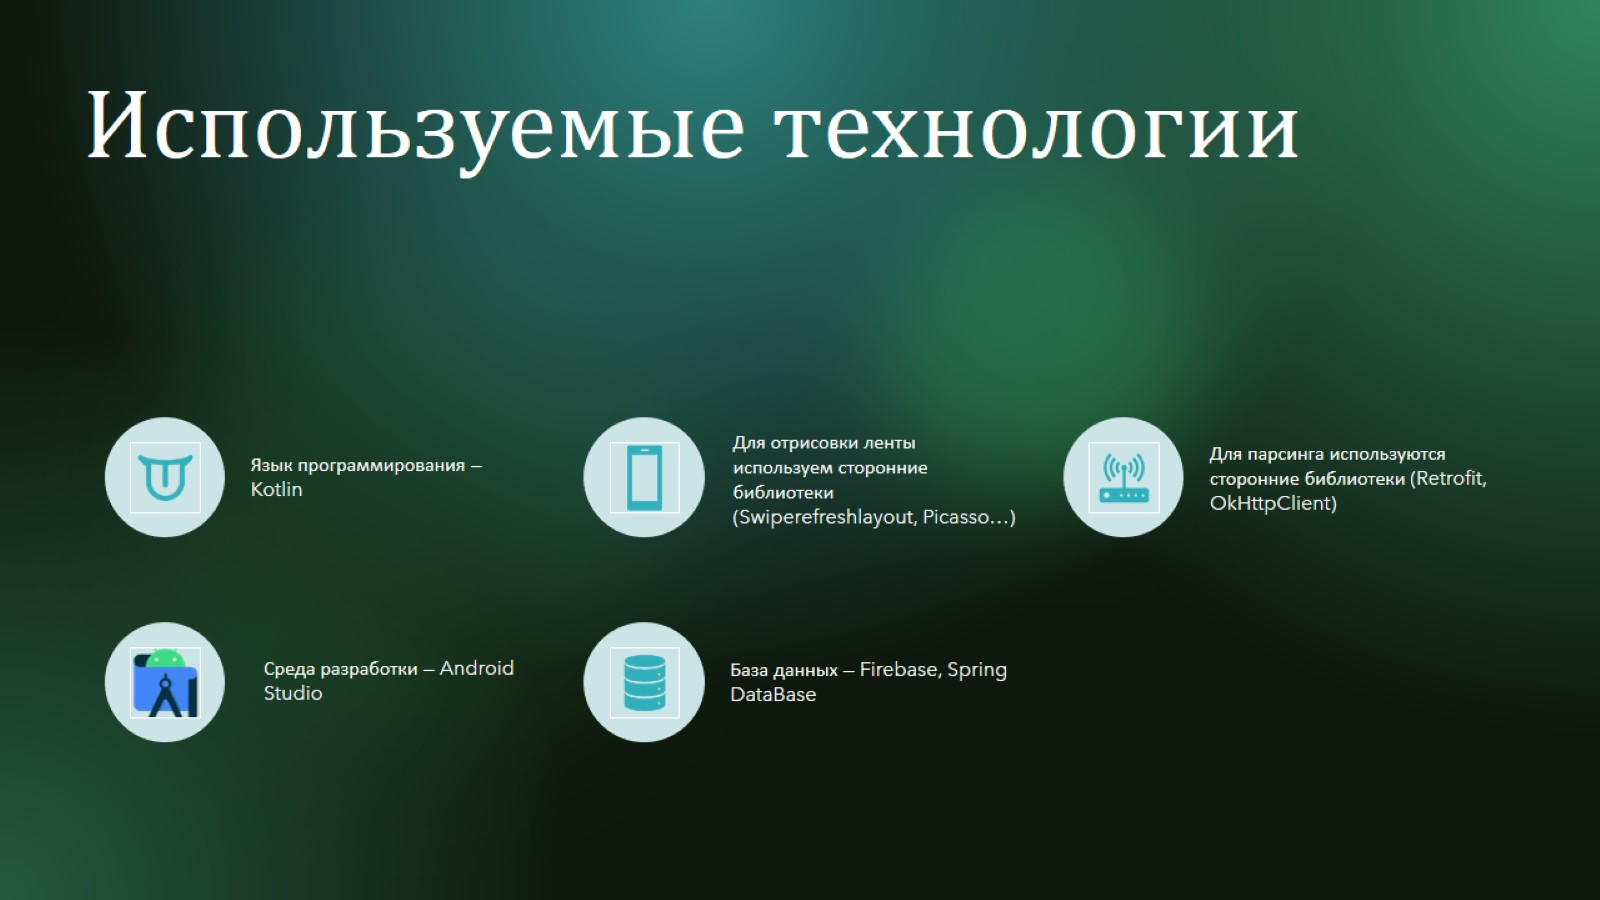 Используемые технологии
Язык программирования –
Kotlin
Для отрисовки ленты
используем сторонние
библиотеки
(Swiperefreshlayout, Picasso...)
Для парсинга используются
сторонние библиотеки (Retrofit,
OkHttpClient)
Среда разработки – Android
Studio
База данных – Firebase, Spring
DataBase